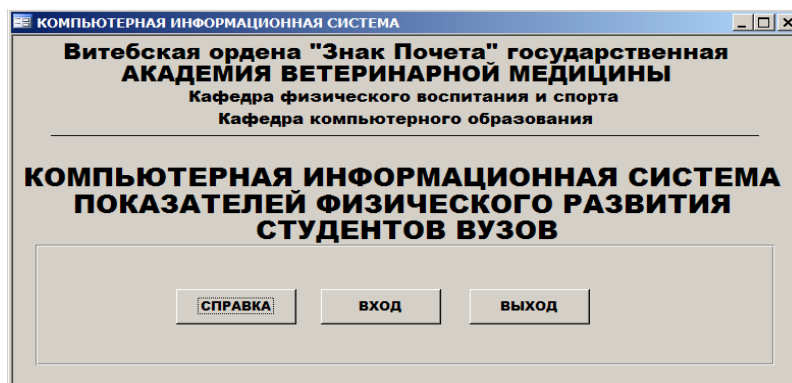 КОМПЬЮТЕРНАЯ ИНФОРМАЦИОННАЯ СИСТЕМА
Витебская ордена "Знак Почета" государственная
АКАДЕМИЯ ВЕТЕРИНАРНОЙ МЕДИЦИНЫ
Кафедра физического воспитания и спорта
Кафедра компьютерного образования
КОМПЬЮТЕРНАЯ ИНФОРМАЦИОННАЯ СИСТЕМА
ПОКАЗАТЕЛЕЙ ФИЗИЧЕСКОГО РАЗВИТИЯ
СТУДЕНТОВ ВУЗОВ
СПРАВКА ВХОД ВЫХОД